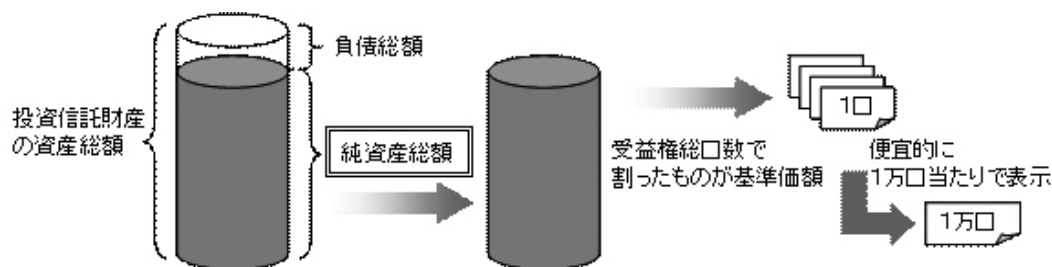 負債総額
投資信託財産
の資産総額
純資産総額
受益権総口数で
割ったものが基準価額
1口
便宜的に
1万口当たりで表示
1万口